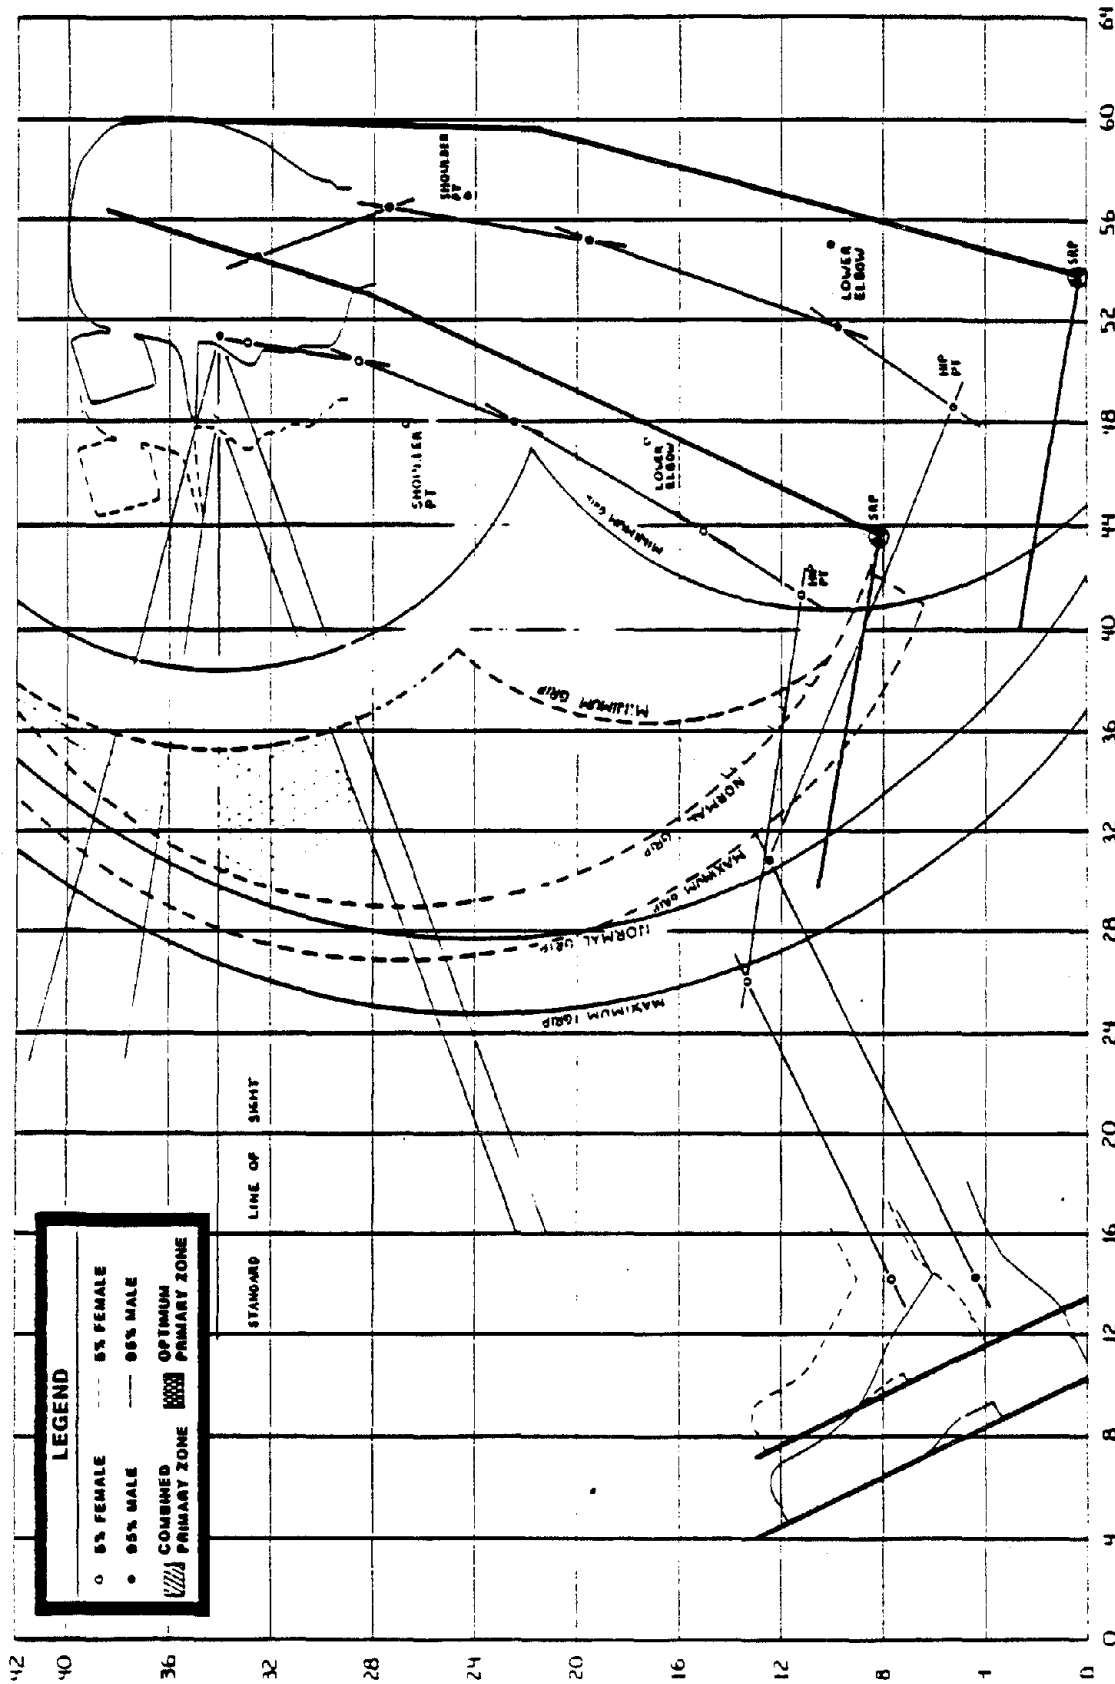 LEGEND
5% FEMALE
5% FEMALE
95% MALE
95% MALE
COMBINED
PRIMARY ZONE
OPTIMUM
PRIMARY ZONE
STANDARD LINE OF SIGHT
SHOULDER
PT
LOWER
ELBOW
SRP
HIP
PT
SHOULDER
PT
LOWER
ELBOW
SRP
HIP
PT
MINIMUM GRIP
MINIMUM GRIP
NORMAL GRIP
MAXIMUM GRIP
NORMAL GRIP
MAXIMUM GRIP
42
40
36
32
28
24
20
16
12
8
4
0
0
4
8
12
16
20
24
28
32
36
40
44
48
52
56
60
64